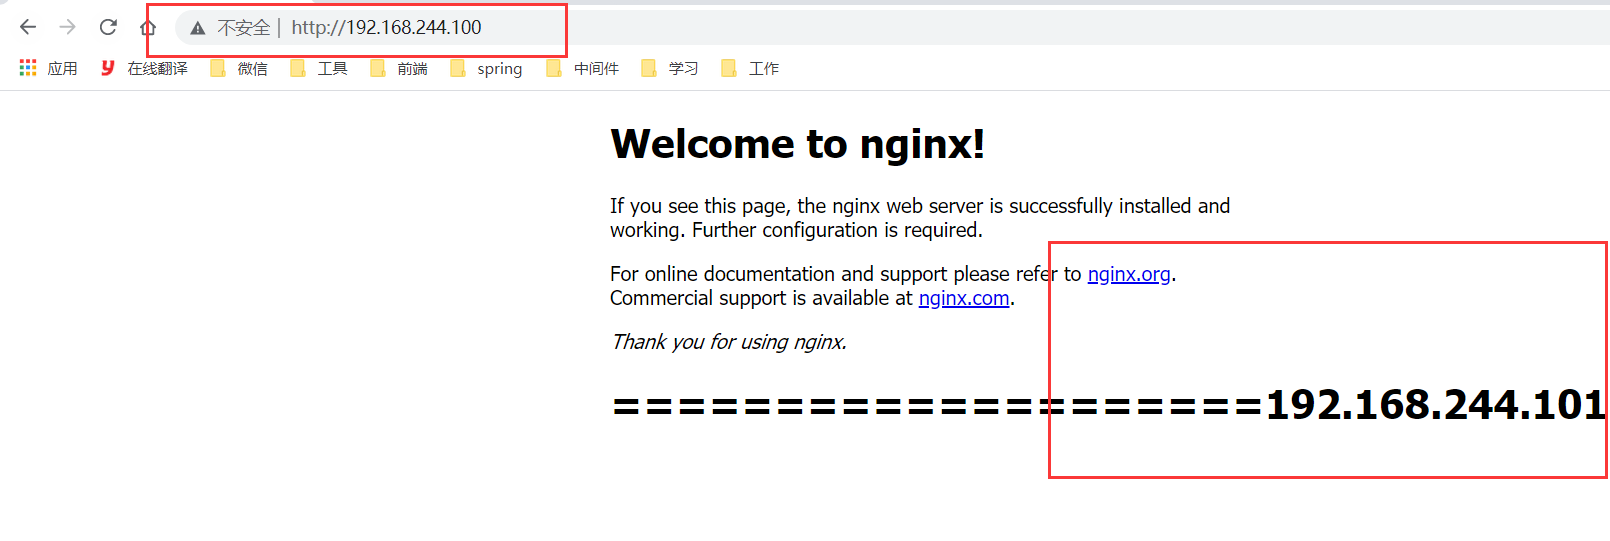 不安全 | http://192.168.244.100
应用 在线翻译 微信 工具 前端 spring 中间件 学习 工作
Welcome to nginx!
If you see this page, the nginx web server is successfully installed and
working. Further configuration is required.
For online documentation and support please refer to nginx.org.
Commercial support is available at nginx.com.
Thank you for using nginx.
====================192.168.244.101